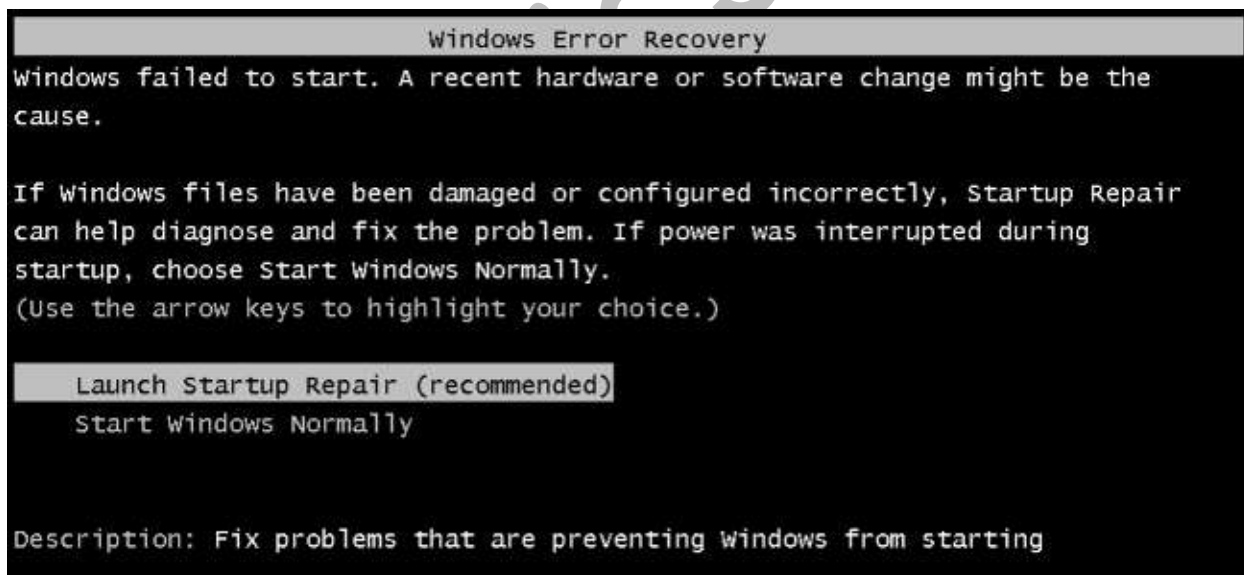 Windows Error Recovery
Windows failed to start. A recent hardware or software change might be the
cause.
If Windows files have been damaged or configured incorrectly, Startup Repair
can help diagnose and fix the problem. If power was interrupted during
startup, choose Start Windows Normally.
(Use the arrow keys to highlight your choice.)
Launch Startup Repair (recommended)
Start Windows Normally
Description: Fix problems that are preventing Windows from starting